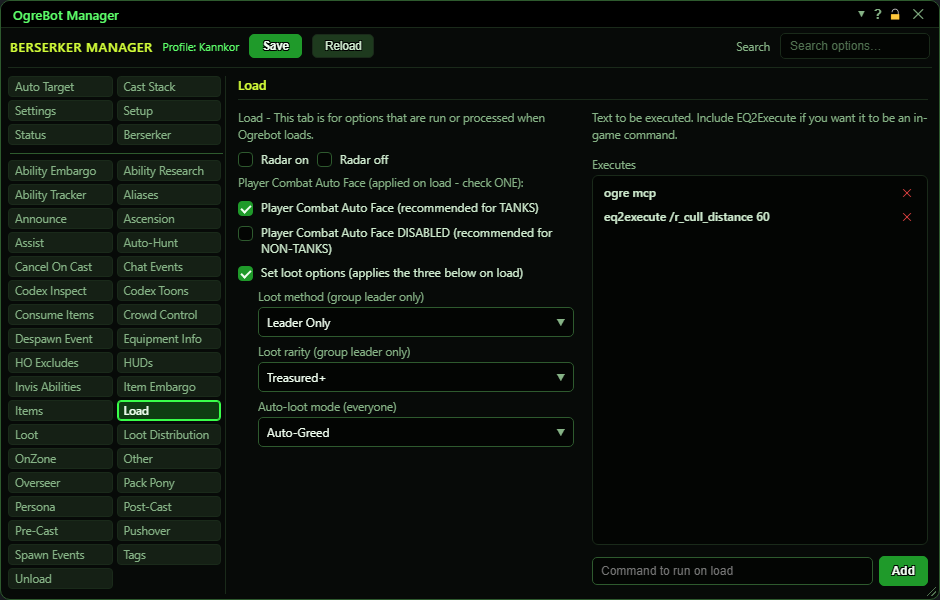 OgreBot Manager
▼ ? 🔓 ✕
BERSERKER MANAGER Profile: Kannkor Save Reload Search Search options...
Auto Target Cast Stack
Settings Setup
Status Berserker
Ability Embargo Ability Research
Ability Tracker Aliases
Announce Ascension
Assist Auto-Hunt
Cancel On Cast Chat Events
Codex Inspect Codex Toons
Consume Items Crowd Control
Despawn Event Equipment Info
HO Excludes HUDs
Invis Abilities Item Embargo
Items Load
Loot Loot Distribution
OnZone Other
Overseer Pack Pony
Persona Post-Cast
Pre-Cast Pushover
Spawn Events Tags
Unload
Load
Load - This tab is for options that are run or processed when
Ogrebot loads.
Radar on Radar off
Player Combat Auto Face (applied on load - check ONE):
Player Combat Auto Face (recommended for TANKS)
Player Combat Auto Face DISABLED (recommended for
NON-TANKS)
Set loot options (applies the three below on load)
Loot method (group leader only)
Leader Only
Loot rarity (group leader only)
Treasured+
Auto-loot mode (everyone)
Auto-Greed
Text to be executed. Include EQ2Execute if you want it to be an in-
game command.
Executes
ogre mcp
eq2execute /r_cull_distance 60
Command to run on load Add